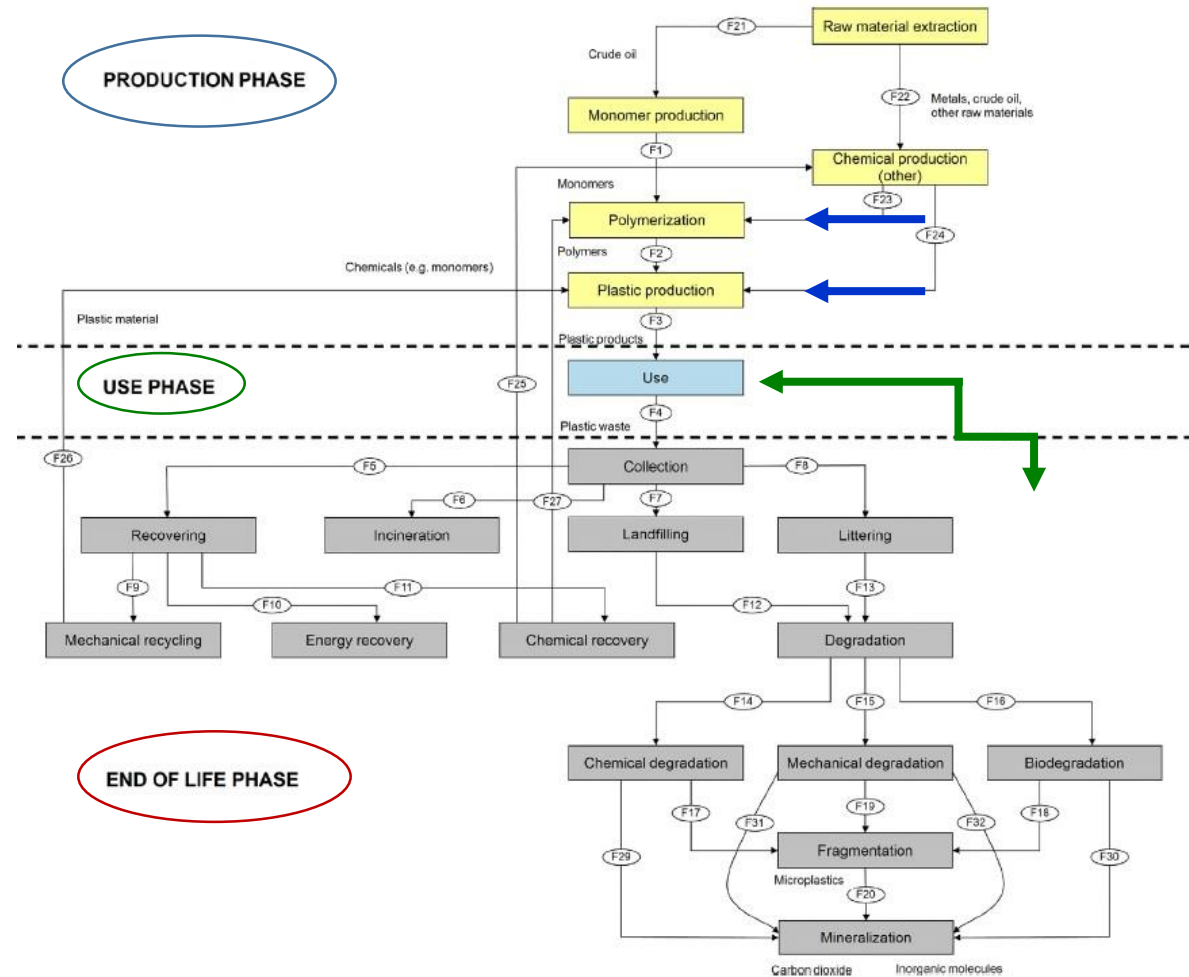 F21
Raw material extraction
PRODUCTION PHASE
Crude oil
F22
Metals, crude oil,
other raw materials
Monomer production
F1
Chemical production
(other)
Monomers
F23
Polymerization
F24
Polymers
F2
Chemicals (e.g. monomers)
Plastic production
Plastic material
F3
Plastic products
USE PHASE
Use
F25
F4
Plastic waste
F26
Collection
F5
F8
F6
F27
F7
Recovering
Incineration
Landfilling
Littering
F9
F10
F11
F12
F13
Mechanical recycling
Energy recovery
Chemical recovery
Degradation
F14
F15
F16
END OF LIFE PHASE
Chemical degradation
Mechanical degradation
Biodegradation
F17
F19
F18
F31
F32
F29
Fragmentation
F30
Microplastics
F20
Mineralization
Carbon dioxide
Inorganic molecules